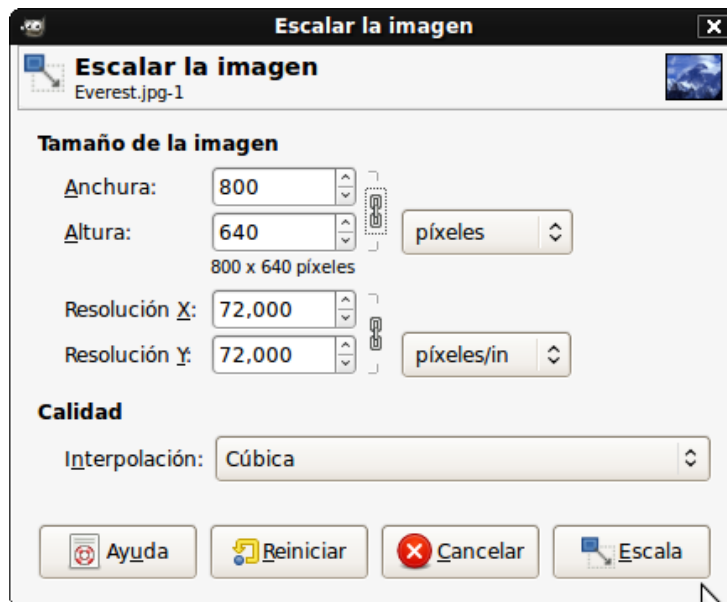 Escalar la imagen
Escalar la imagen
Everest.jpg-1
Tamaño de la imagen
Anchura: 800
Altura: 640 píxeles
800 x 640 píxeles
Resolución X: 72,000
Resolución Y: 72,000 píxeles/in
Calidad
Interpolación: Cúbica
Ayuda Reiniciar Cancelar Escala